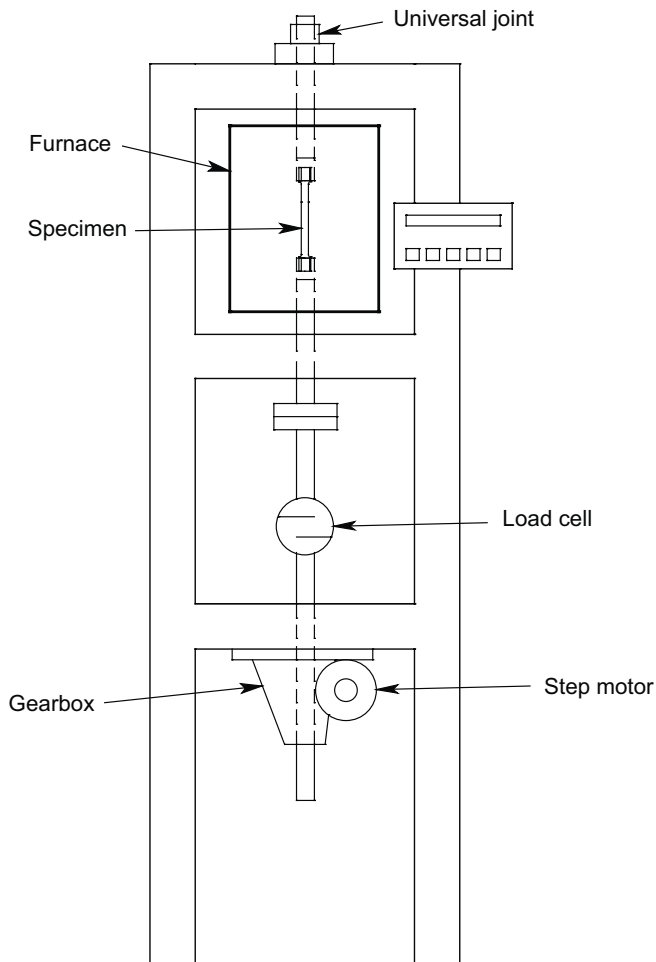 Universal joint
Furnace
Specimen
Load cell
Step motor
Gearbox